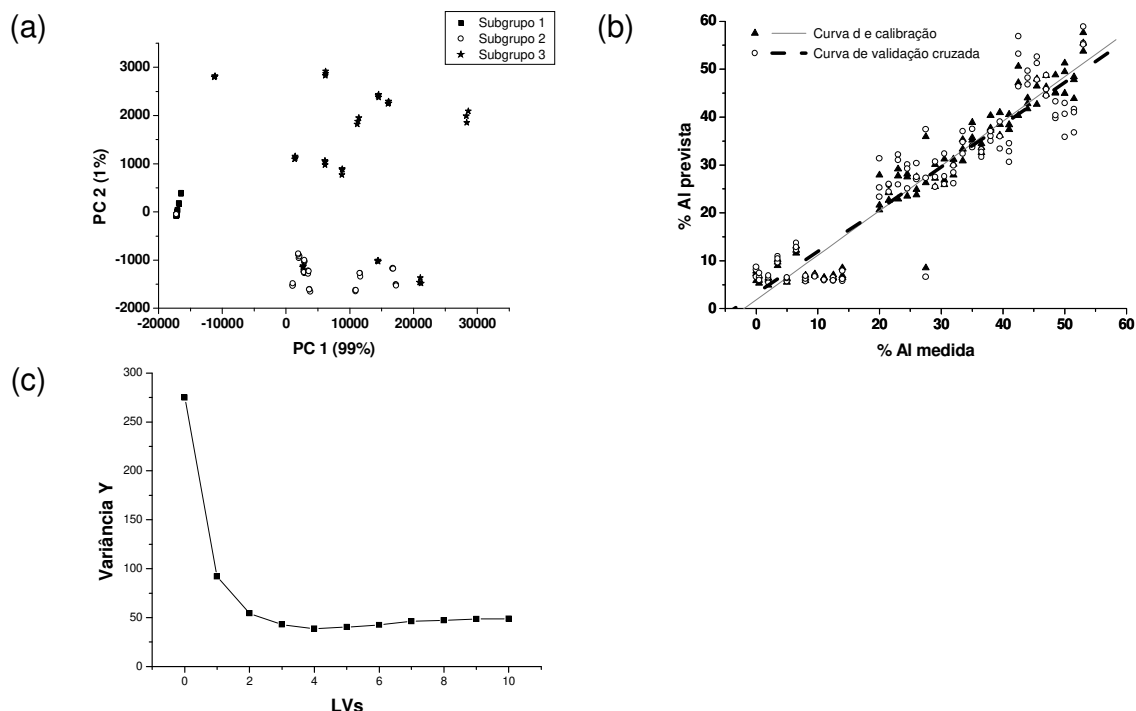 (a)
Subgrupo 1
Subgrupo 2
Subgrupo 3
3000
2000
1000
0
-1000
-2000
PC 2 (1%)
-20000 -10000 0 10000 20000 30000
PC 1 (99%)
(b)
60
50
40
30
20
10
0
% Al prevista
Curva d e calibração
Curva de validação cruzada
0 10 20 30 40 50 60
% Al medida
(c)
300
250
200
150
100
50
0
Variância Y
0 2 4 6 8 10
LVs